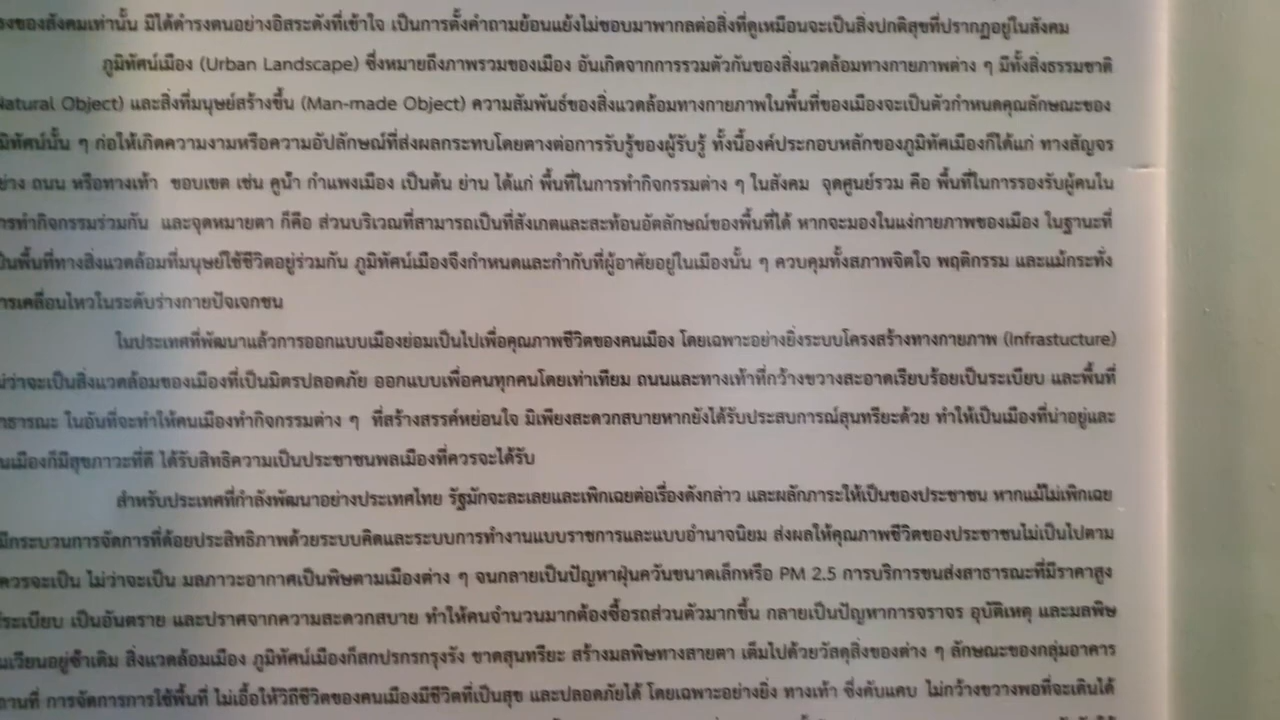 ของสังคมเท่านั้น มิได้ดำรงตนอย่างอิสระดังที่เข้าใจ เป็นการตั้งคำถามย้อนแย้งไม่ชอบมาพากลต่อสิ่งที่ดูเหมือนจะเป็นสิ่งปกติสุขที่ปรากฏอยู่ในสังคม
ภูมิทัศน์เมือง (Urban Landscape) ซึ่งหมายถึงภาพรวมของเมือง อันเกิดจากการรวมตัวกันของสิ่งแวดล้อมทางกายภาพต่าง ๆ มีทั้งสิ่งธรรมชาติ
Natural Object) และสิ่งที่มนุษย์สร้างขึ้น (Man-made Object) ความสัมพันธ์ของสิ่งแวดล้อมทางกายภาพในพื้นที่ของเมืองจะเป็นตัวกำหนดคุณลักษณะของ
มิทัศน์นั้น ๆ ก่อให้เกิดความงามหรือความอัปลักษณ์ที่ส่งผลกระทบโดยตางต่อการรับรู้ของผู้รับรู้ ทั้งนี้องค์ประกอบหลักของภูมิทัศเมืองก็ได้แก่ ทางสัญจร
ย่าง ถนน หรือทางเท้า ขอบเขต เช่น คูน้ำ กำแพงเมือง เป็นต้น ย่าน ได้แก่ พื้นที่ในการทำกิจกรรมต่าง ๆ ในสังคม จุดศูนย์รวม คือ พื้นที่ในการรองรับผู้คนใน
ารทำกิจกรรมร่วมกัน และจุดหมายตา ก็คือ ส่วนบริเวณที่สามารถเป็นที่สังเกตและสะท้อนอัตลักษณ์ของพื้นที่ได้ หากจะมองในแง่กายภาพของเมือง ในฐานะที่
ป็นพื้นที่ทางสิ่งแวดล้อมที่มนุษย์ใช้ชีวิตอยู่ร่วมกัน ภูมิทัศน์เมืองจึงกำหนดและกำกับที่ผู้อาศัยอยู่ในเมืองนั้น ๆ ควบคุมทั้งสภาพจิตใจ พฤติกรรม และแม้กระทั่ง
ารเคลื่อนไหวในระดับร่างกายปัจเจกชน
ในประเทศที่พัฒนาแล้วการออกแบบเมืองย่อมเป็นไปเพื่อคุณภาพชีวิตของคนเมือง โดยเฉพาะอย่างยิ่งระบบโครงสร้างทางกายภาพ (Infrastucture)
ม่ว่าจะเป็นสิ่งแวดล้อมของเมืองที่เป็นมิตรปลอดภัย ออกแบบเพื่อคนทุกคนโดยเท่าเทียม ถนนและทางเท้าที่กว้างขวางสะอาดเรียบร้อยเป็นระเบียบ และพื้นที่
าธารณะ ในอันที่จะทำให้คนเมืองทำกิจกรรมต่าง ๆ ที่สร้างสรรค์หย่อนใจ มิเพียงสะดวกสบายหากยังได้รับประสบการณ์สุนทรียะด้วย ทำให้เป็นเมืองที่น่าอยู่และ
นเมืองก็มีสุขภาวะที่ดี ได้รับสิทธิความเป็นประชาชนพลเมืองที่ควรจะได้รับ
สำหรับประเทศที่กำลังพัฒนาอย่างประเทศไทย รัฐมักจะละเลยและเพิกเฉยต่อเรื่องดังกล่าว และผลักภาระให้เป็นของประชาชน หากแม้ไม่เพิกเฉย
มีกระบวนการจัดการที่ด้อยประสิทธิภาพด้วยระบบคิดและระบบการทำงานแบบราชการและแบบอำนาจนิยม ส่งผลให้คุณภาพชีวิตของประชาชนไม่เป็นไปตาม
ควรจะเป็น ไม่ว่าจะเป็น มลภาวะอากาศเป็นพิษตามเมืองต่าง ๆ จนกลายเป็นปัญหาฝุ่นควันขนาดเล็กหรือ PM 2.5 การบริการขนส่งสาธารณะที่มีราคาสูง
ระเบียบ เป็นอันตราย และปราศจากความสะดวกสบาย ทำให้คนจำนวนมากต้องซื้อรถส่วนตัวมากขึ้น กลายเป็นปัญหาการจราจร อุบัติเหตุ และมลพิษ
นเวียนอยู่ซ้ำเดิม สิ่งแวดล้อมเมือง ภูมิทัศน์เมืองก็สกปรกรกรุงรัง ขาดสุนทรียะ สร้างมลพิษทางสายตา เต็มไปด้วยวัสดุสิ่งของต่าง ๆ ลักษณะของกลุ่มอาคาร
ถานที่ การจัดการการใช้พื้นที่ ไม่เอื้อให้วิถีชีวิตของคนเมืองมีชีวิตที่เป็นสุข และปลอดภัยได้ โดยเฉพาะอย่างยิ่ง ทางเท้า ซึ่งคับแคบ ไม่กว้างขวางพอที่จะเดินได้